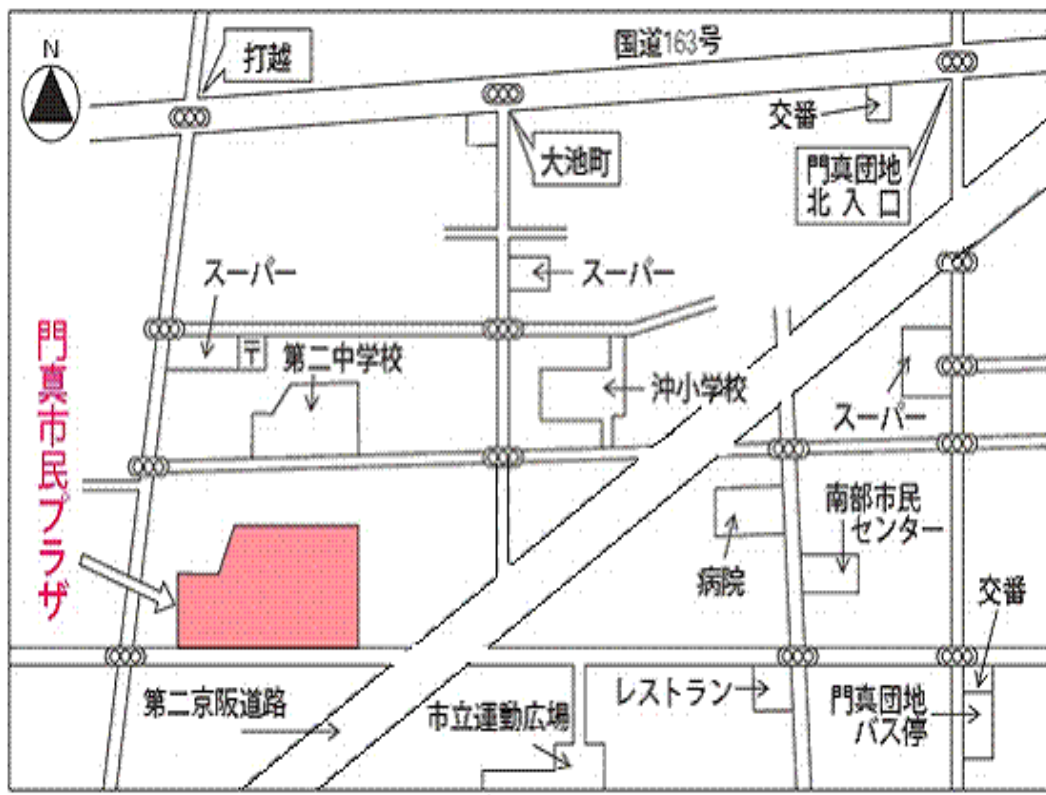 N
打越
国道163号
交番
大池町
門真団地
北入口
スーパー
スーパー
〒
第二中学校
沖小学校
スーパー
門真市民プラザ
南部市民
センター
病院
交番
第二京阪道路
市立運動広場
レストラン
門真団地
バス停